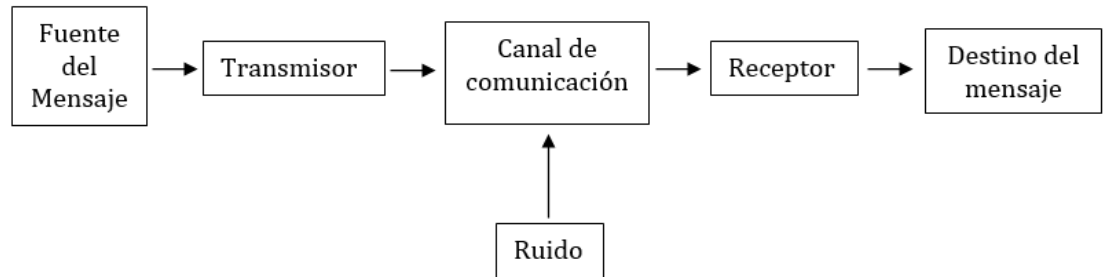 Fuente
del
Mensaje
Transmisor
Canal de
comunicación
Receptor
Destino del
mensaje
Ruido